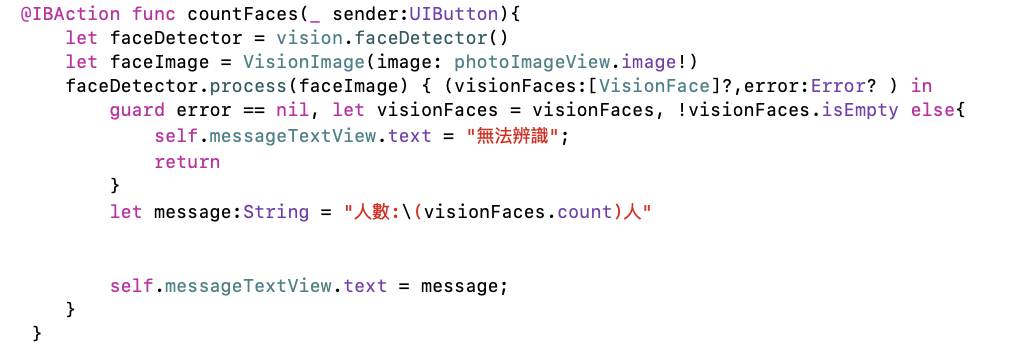 @IBAction func countFaces(_ sender:UIButton){
    let faceDetector = vision.faceDetector()
    let faceImage = VisionImage(image: photoImageView.image!)
    faceDetector.process(faceImage) { (visionFaces:[VisionFace]?,error:Error? ) in
        guard error == nil, let visionFaces = visionFaces, !visionFaces.isEmpty else{
            self.messageTextView.text = "無法辨識";
            return
        }
        let message:String = "人數:\(visionFaces.count)人"
        self.messageTextView.text = message;
    }
 }